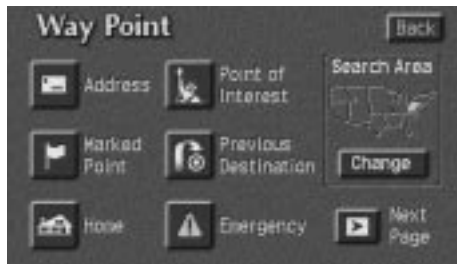 Way Point
Back
Address
Point of
Interest
Search Area
Marked
Point
Previous
Destination
Change
Home
Emergency
Next
Page